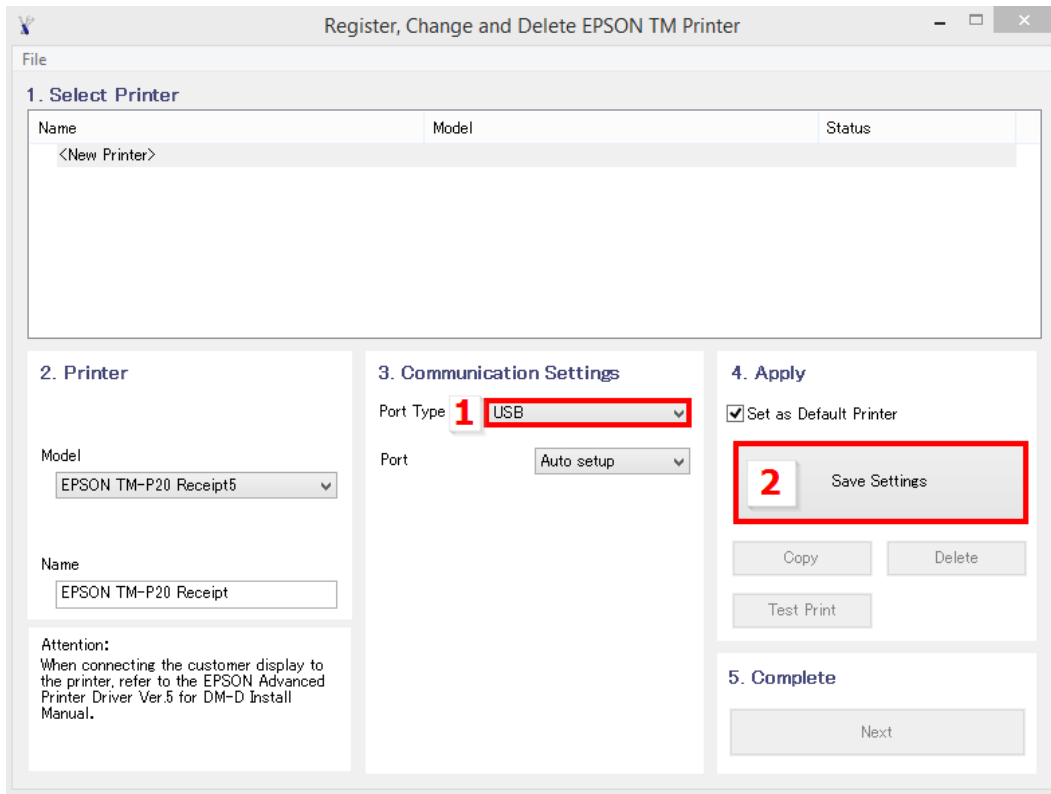 Register, Change and Delete EPSON TM Printer
File
1. Select Printer
Name Model Status
<New Printer>
2. Printer
Model
EPSON TM-P20 Receipt5
Name
EPSON TM-P20 Receipt
Attention:
When connecting the customer display to
the printer, refer to the EPSON Advanced
Printer Driver Ver.5 for DM-D Install
Manual.
3. Communication Settings
Port Type 1 USB
Port Auto setup
4. Apply
Set as Default Printer
2 Save Settings
Copy Delete
Test Print
5. Complete
Next